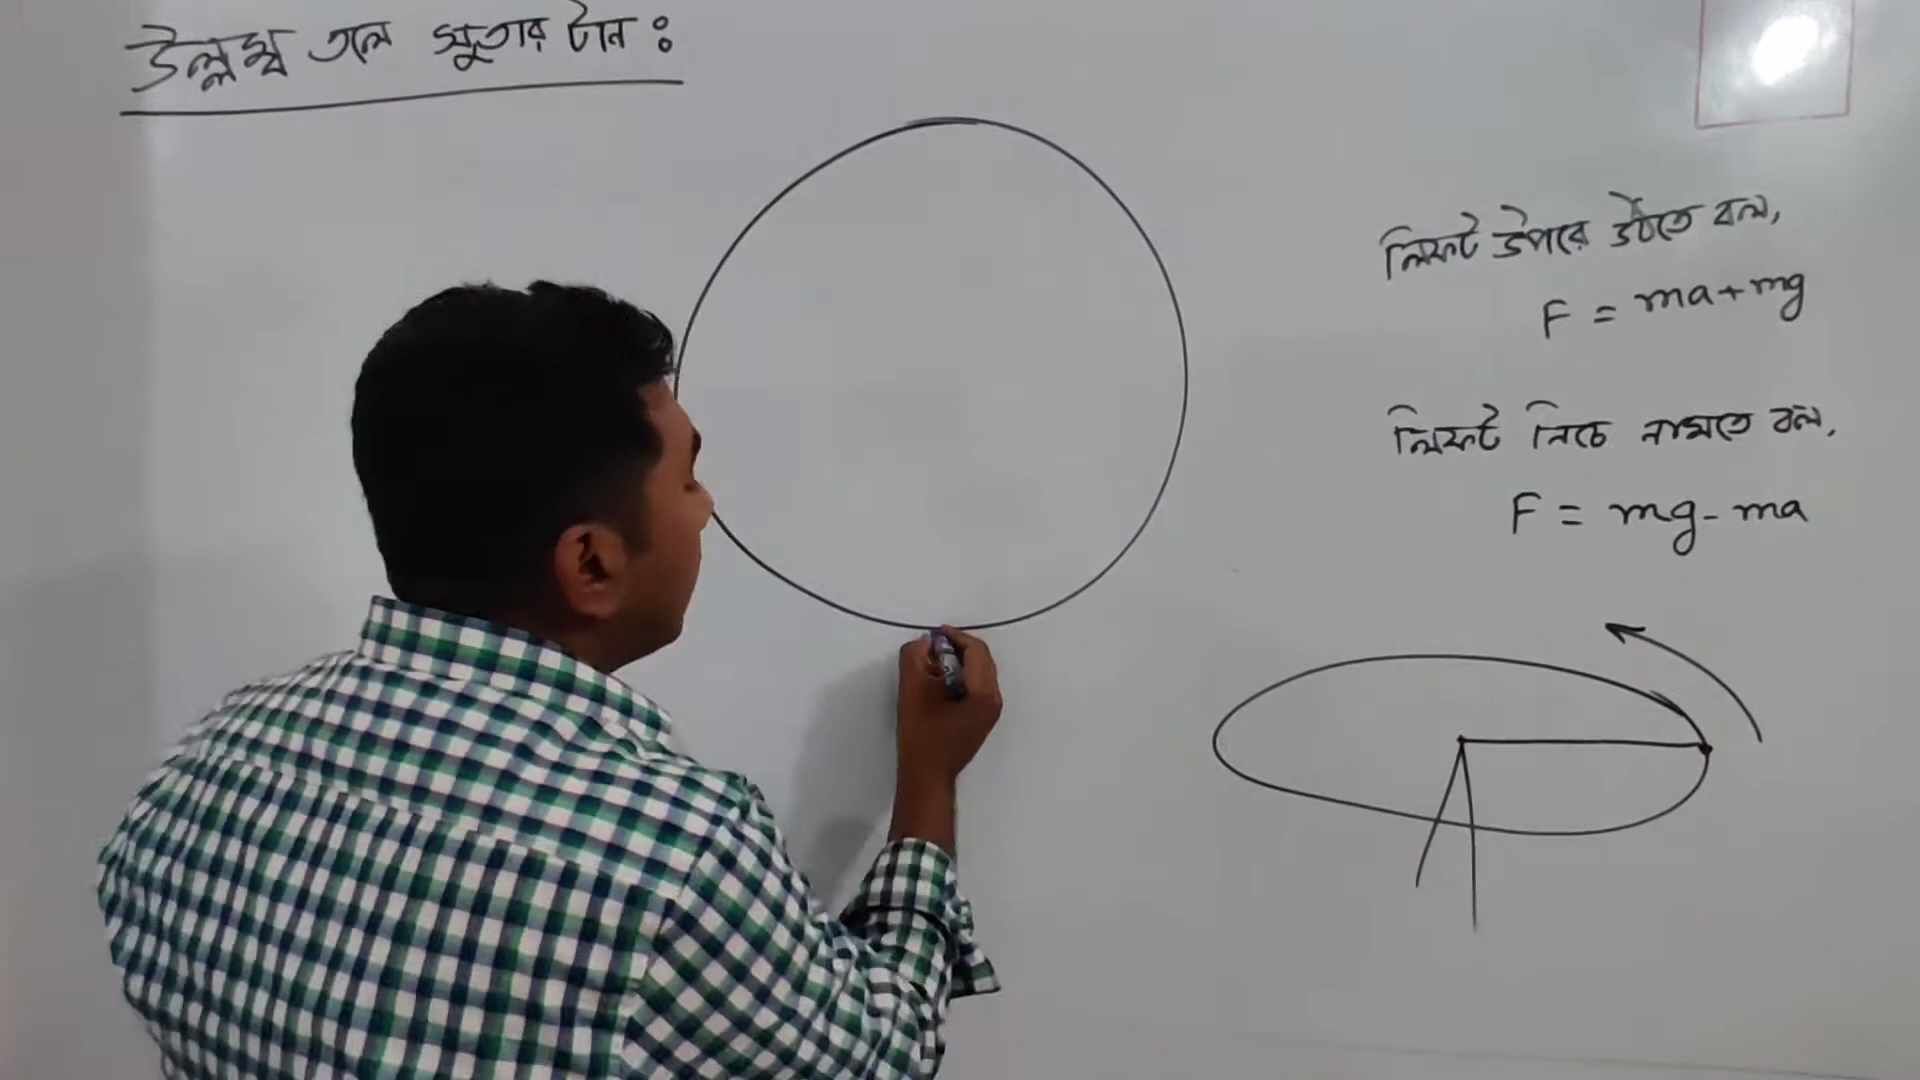 উল্লম্ব তলে সুতার টান :
লিফট উপরে উঠতে বল,
F = ma + mg
লিফট নিচে নামতে বল,
F = mg - ma